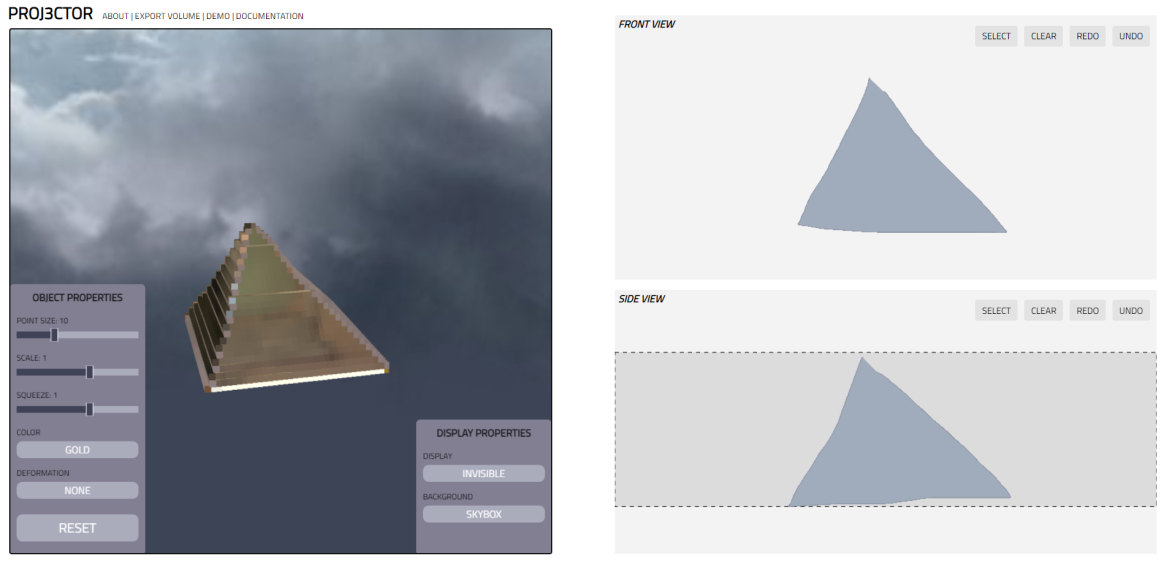 PROJ3CTOR ABOUT | EXPORT VOLUME | DEMO | DOCUMENTATION
OBJECT PROPERTIES
POINT SIZE: 10
SCALE: 1
SQUEEZE: 1
COLOR
GOLD
DEFORMATION
NONE
RESET
DISPLAY PROPERTIES
DISPLAY
INVISIBLE
BACKGROUND
SKYBOX
FRONT VIEW
SELECT CLEAR REDO UNDO
SIDE VIEW
SELECT CLEAR REDO UNDO